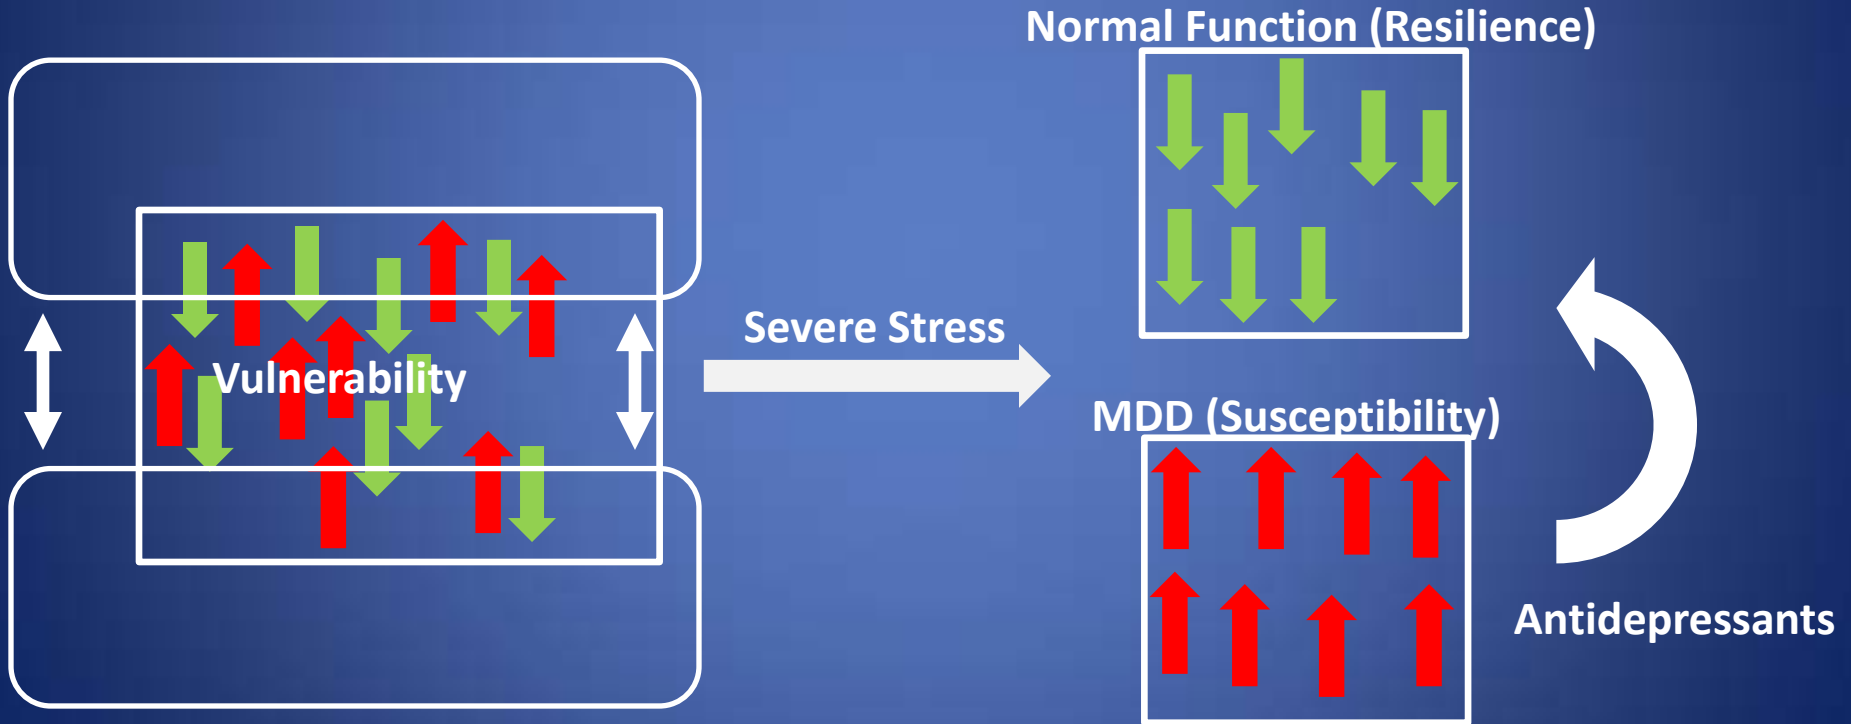 Normal Function (Resilience)
Vulnerability
Severe Stress
MDD (Susceptibility)
Antidepressants